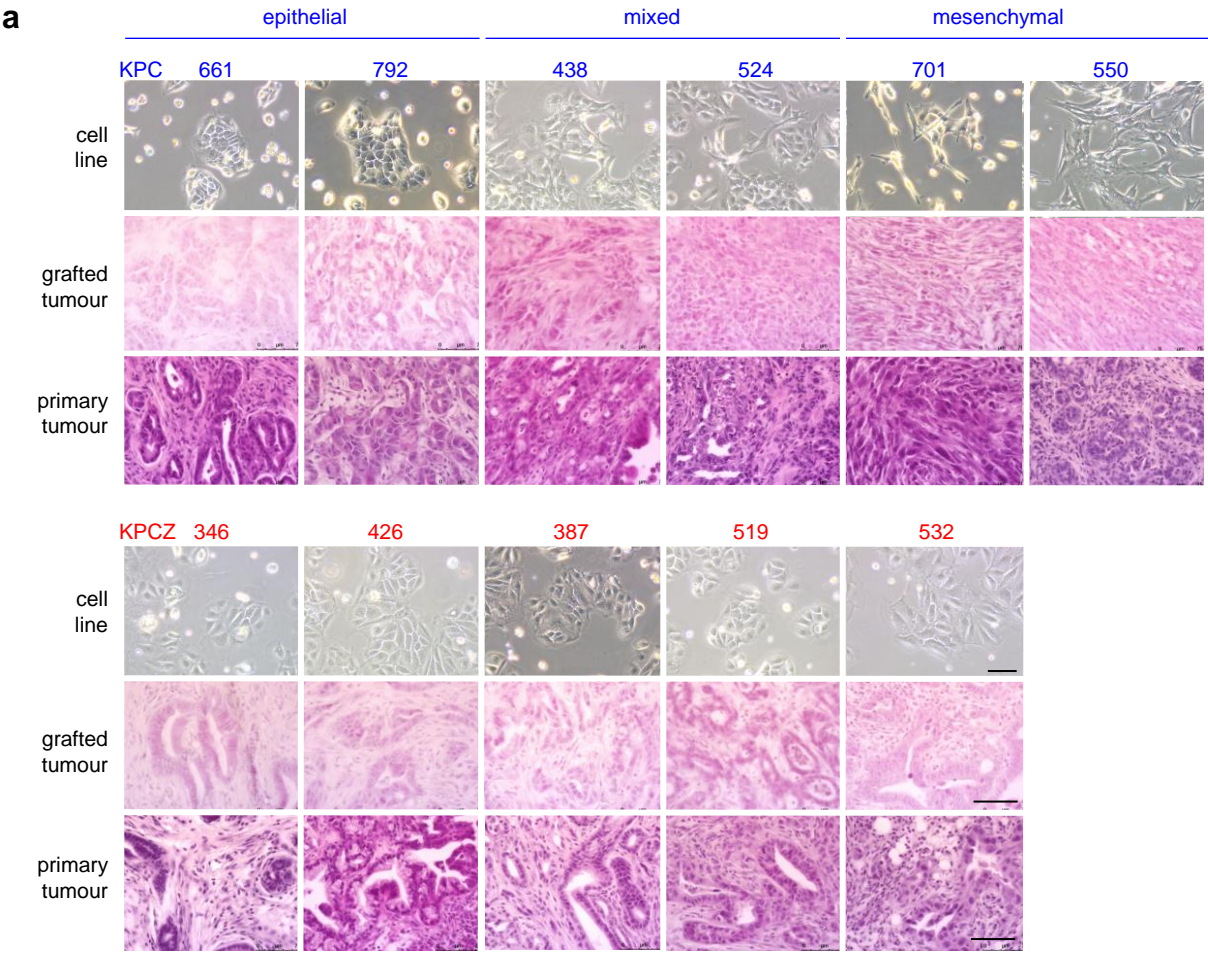 a
epithelial mixed mesenchymal
KPC 661 792 438 524 701 550
cell
line
grafted
tumour
primary
tumour
KPCZ 346 426 387 519 532
cell
line
grafted
tumour
primary
tumour